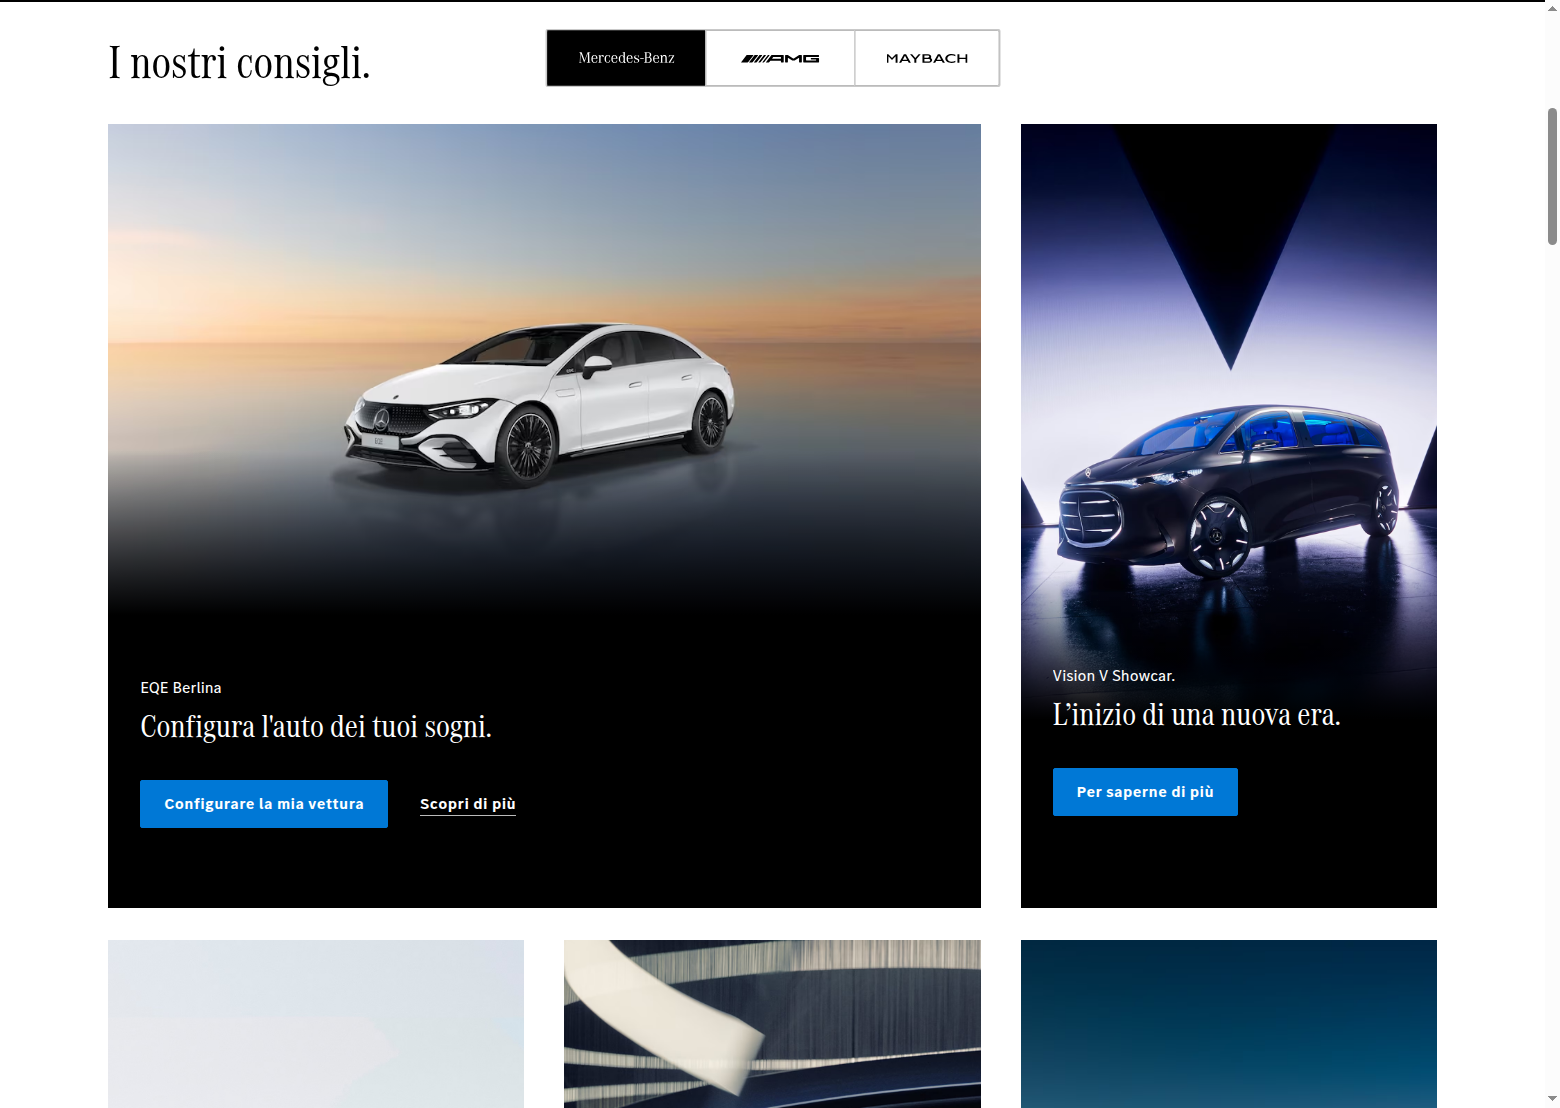 I nostri consigli.
Mercedes-Benz
AMG
MAYBACH
EQE
EQE Berlina
Configura l'auto dei tuoi sogni.
Configurare la mia vettura
Scopri di più
Vision V Showcar.
L’inizio di una nuova era.
Per saperne di più